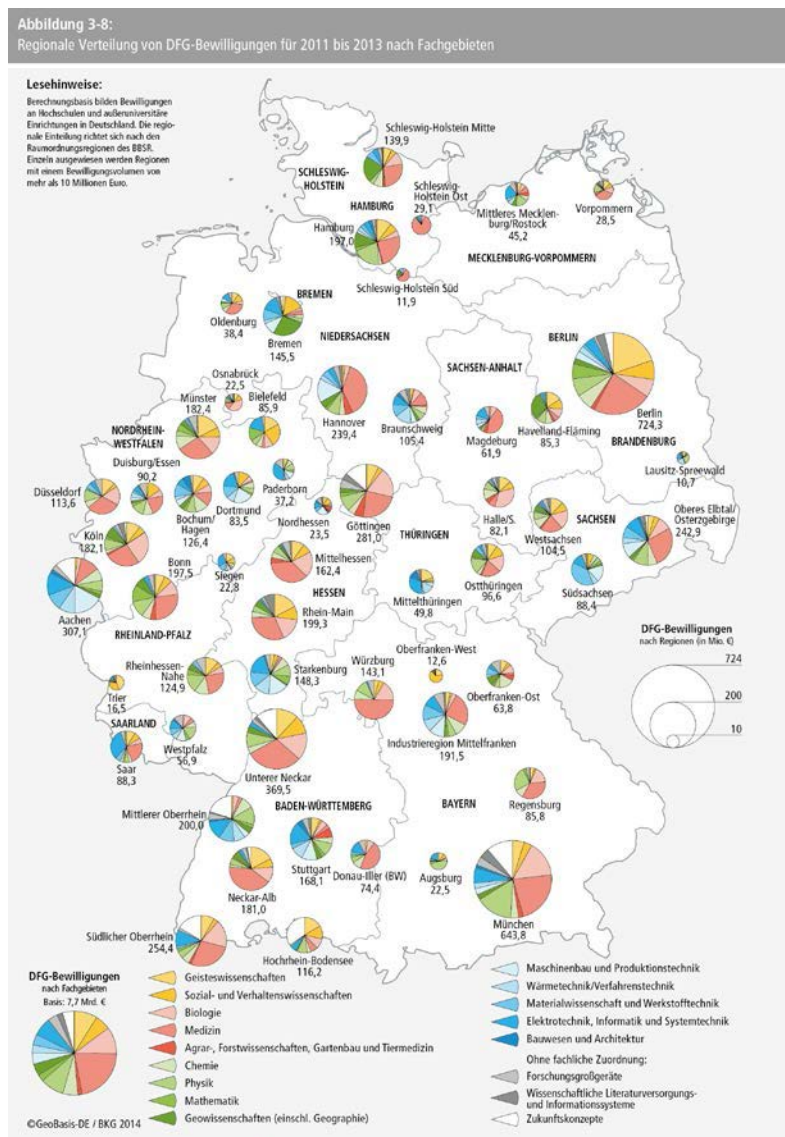 Abbildung 3-8:
Regionale Verteilung von DFG-Bewilligungen für 2011 bis 2013 nach Fachgebieten
Lesehinweise:
Berechnungsbasis bilden Bewilligungen
an Hochschulen und außeruniversitäre
Einrichtungen in Deutschland. Die regio-
nale Einteilung richtet sich nach den
Raumordnungsregionen des BBSR.
Einzeln ausgewiesen werden Regionen
mit einem Bewilligungsvolumen von
mehr als 10 Millionen Euro.
Schleswig-Holstein Mitte
139,9
SCHLESWIG-
HOLSTEIN
Schleswig-
Holstein Ost
29,1
HAMBURG
Hamburg
197,0
Mittleres Mecklen-
burg/Rostock
45,2
Vorpommern
28,5
MECKLENBURG-VORPOMMERN
Schleswig-Holstein Süd
11,9
BREMEN
Oldenburg
38,4
Bremen
145,5
NIEDERSACHSEN
BERLIN
Berlin
724,3
SACHSEN-ANHALT
Osnabrück
22,5
Münster
182,4
Bielefeld
85,9
Hannover
239,4
Braunschweig
105,4
Magdeburg
61,9
Havelland-Fläming
85,3
BRANDENBURG
Lausitz-Spreewald
10,7
NORDRHEIN-
WESTFALEN
Duisburg/Essen
90,2
Düsseldorf
113,6
Bochum/
Hagen
126,4
Dortmund
83,5
Paderborn
37,2
Nordhessen
23,5
Göttingen
281,0
Halle/S.
82,1
SACHSEN
Westsachsen
104,5
Oberes Elbtal/
Osterzgebirge
242,9
THÜRINGEN
Köln
182,1
Bonn
197,5
Siegen
22,8
Mittelhessen
162,4
HESSEN
Mittelthüringen
49,8
Ostthüringen
96,6
Südsachsen
88,4
Aachen
307,1
Rhein-Main
199,3
RHEINLAND-PFALZ
DFG-Bewilligungen
nach Regionen (in Mio. €)
724
200
10
Rheinhessen-
Nahe
124,9
Starkenburg
148,3
Würzburg
143,1
Oberfranken-West
12,6
Oberfranken-Ost
63,8
Trier
16,5
SAARLAND
Saar
88,3
Westpfalz
56,9
Industrieregion Mittelfranken
191,5
Unterer Neckar
369,5
BADEN-WÜRTTEMBERG
BAYERN
Regensburg
85,8
Mittlerer Oberrhein
200,0
Stuttgart
168,1
Donau-Iller (BW)
74,4
Augsburg
22,5
München
643,8
Neckar-Alb
181,0
Südlicher Oberrhein
254,4
Hochrhein-Bodensee
116,2
DFG-Bewilligungen
nach Fachgebieten
Basis: 7,7 Mrd. €
Geisteswissenschaften
Sozial- und Verhaltenswissenschaften
Biologie
Medizin
Agrar-, Forstwissenschaften, Gartenbau und Tiermedizin
Chemie
Physik
Mathematik
Geowissenschaften (einschl. Geographie)
Maschinenbau und Produktionstechnik
Wärmetechnik/Verfahrenstechnik
Materialwissenschaft und Werkstofftechnik
Elektrotechnik, Informatik und Systemtechnik
Bauwesen und Architektur
Ohne fachliche Zuordnung:
Forschungsgroßgeräte
Wissenschaftliche Literaturversorgungs-
und Informationssysteme
Zukunftskonzepte
©GeoBasis-DE / BKG 2014